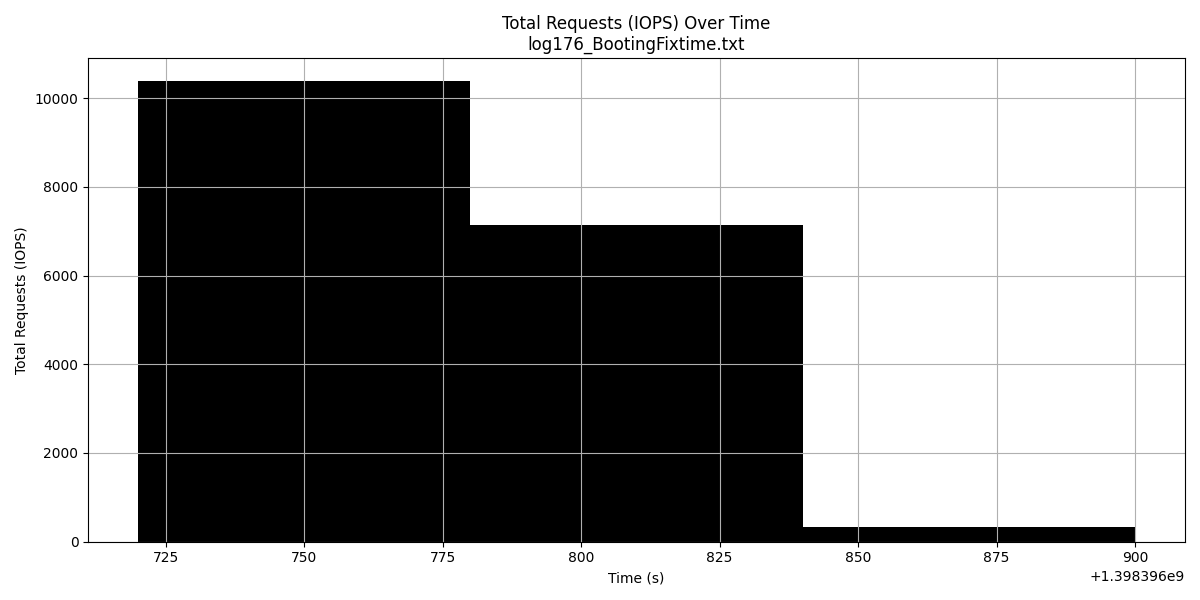 Total Requests (IOPS) Over Time
log176_BootingFixtime.txt
Total Requests (IOPS)
10000
8000
6000
4000
2000
0
725 750 775 800 825 850 875 900
Time (s)
+1.398396e9